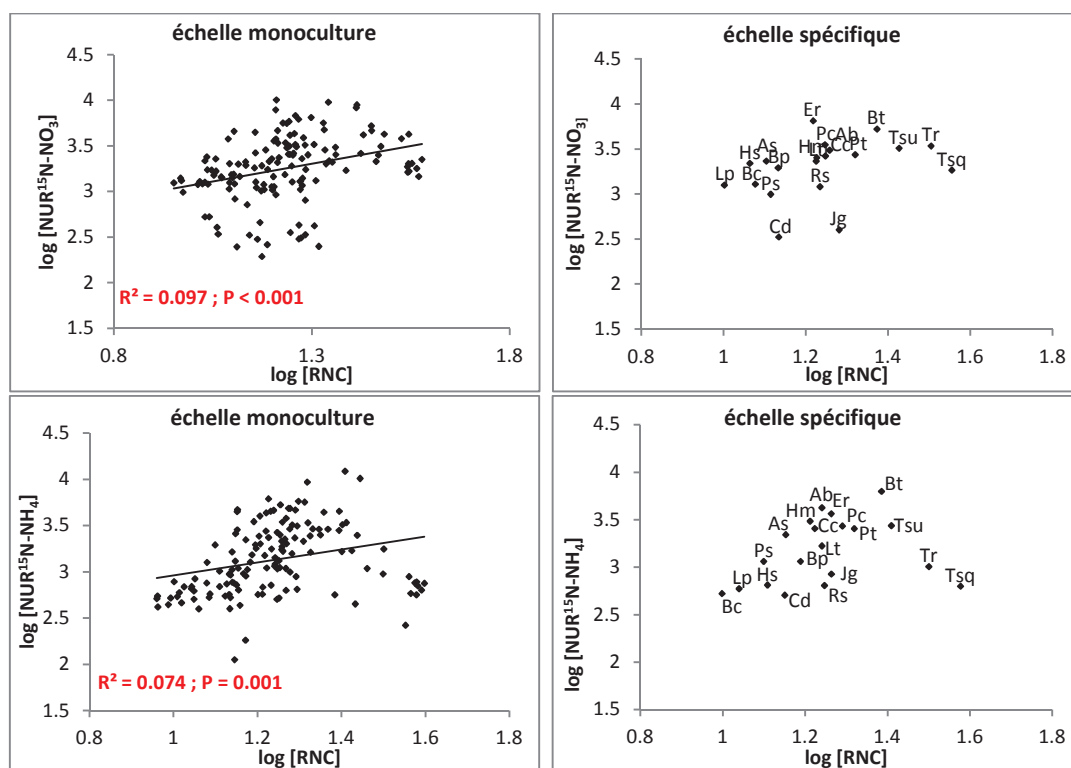 échelle monoculture
4.5
4
3.5
3
2.5
2
1.5
log [NUR¹⁵N-NO₃]
R² = 0.097 ; P < 0.001
0.8 1.3 1.8
log [RNC]
échelle spécifique
4.5
4
3.5
3
2.5
2
1.5
log [NUR¹⁵N-NO₃]
Er
Bt
Pc Ab
Hm Cc Pt Tsu Tr
Lt
As
Hs Bp
Tsq
Lp Bc Ps Rs
Cd Jg
0.8 1 1.2 1.4 1.6 1.8
log [RNC]
échelle monoculture
4.5
4
3.5
3
2.5
2
1.5
log [NUR¹⁵N-NH₄]
R² = 0.074 ; P = 0.001
0.8 1 1.2 1.4 1.6 1.8
log [RNC]
échelle spécifique
4.5
4
3.5
3
2.5
2
1.5
log [NUR¹⁵N-NH₄]
Bt
Ab Er
Hm Pc
As Cc Pt Tsu
Ps Bp Lt Tr
Lp Hs Jg Tsq
Bc Cd Rs
0.8 1 1.2 1.4 1.6 1.8
log [RNC]